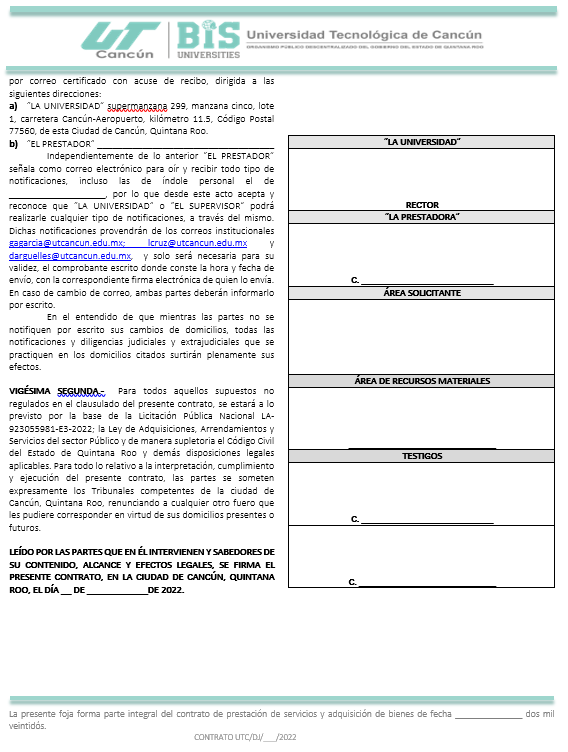 UT
Cancún
BIS
UNIVERSITIES
Universidad Tecnológica de Cancún
ORGANISMO PÚBLICO DESCENTRALIZADO DEL GOBIERNO DEL ESTADO DE QUINTANA ROO
por correo certificado con acuse de recibo, dirigida a las
siguientes direcciones:
a) "LA UNIVERSIDAD" supermanzana 299, manzana cinco, lote
1, carretera Cancún-Aeropuerto, kilómetro 11.5, Código Postal
77560, de esta Ciudad de Cancún, Quintana Roo.
b) "EL PRESTADOR" ______________________________
Independientemente de lo anterior "EL PRESTADOR"
señala como correo electrónico para oír y recibir todo tipo de
notificaciones, incluso las de índole personal el de
____________________, por lo que desde este acto acepta y
reconoce que "LA UNIVERSIDAD" o "EL SUPERVISOR" podrá
realizarle cualquier tipo de notificaciones, a través del mismo.
Dichas notificaciones provendrán de los correos institucionales
gagarcia@utcancun.edu.mx; lcruz@utcancun.edu.mx y
darguelles@utcancun.edu.mx, y solo será necesaria para su
validez, el comprobante escrito donde conste la hora y fecha de
envío, con la correspondiente firma electrónica de quien lo envía.
En caso de cambio de correo, ambas partes deberán informarlo
por escrito.
En el entendido de que mientras las partes no se
notifiquen por escrito sus cambios de domicilios, todas las
notificaciones y diligencias judiciales y extrajudiciales que se
practiquen en los domicilios citados surtirán plenamente sus
efectos.
VIGÉSIMA SEGUNDA.- Para todos aquellos supuestos no
regulados en el clausulado del presente contrato, se estará a lo
previsto por la base de la Licitación Pública Nacional LA-
923055981-E3-2022; la Ley de Adquisiciones, Arrendamientos y
Servicios del sector Público y de manera supletoria el Código Civil
del Estado de Quintana Roo y demás disposiciones legales
aplicables. Para todo lo relativo a la interpretación, cumplimiento
y ejecución del presente contrato, las partes se someten
expresamente los Tribunales competentes de la ciudad de
Cancún, Quintana Roo, renunciando a cualquier otro fuero que
les pudiere corresponder en virtud de sus domicilios presentes o
futuros.
LEÍDO POR LAS PARTES QUE EN ÉL INTERVIENEN Y SABEDORES DE
SU CONTENIDO, ALCANCE Y EFECTOS LEGALES, SE FIRMA EL
PRESENTE CONTRATO, EN LA CIUDAD DE CANCÚN, QUINTANA
ROO, EL DÍA __ DE ____________DE 2022.
"LA UNIVERSIDAD"
RECTOR
"LA PRESTADORA"
C. __________________________
ÁREA SOLICITANTE
ÁREA DE RECURSOS MATERIALES
_____________________________
TESTIGOS
C. __________________________
C. ___________________________
La presente foja forma parte integral del contrato de prestación de servicios y adquisición de bienes de fecha ______________ dos mil
veintidós.
CONTRATO UTC/DJ/___/2022